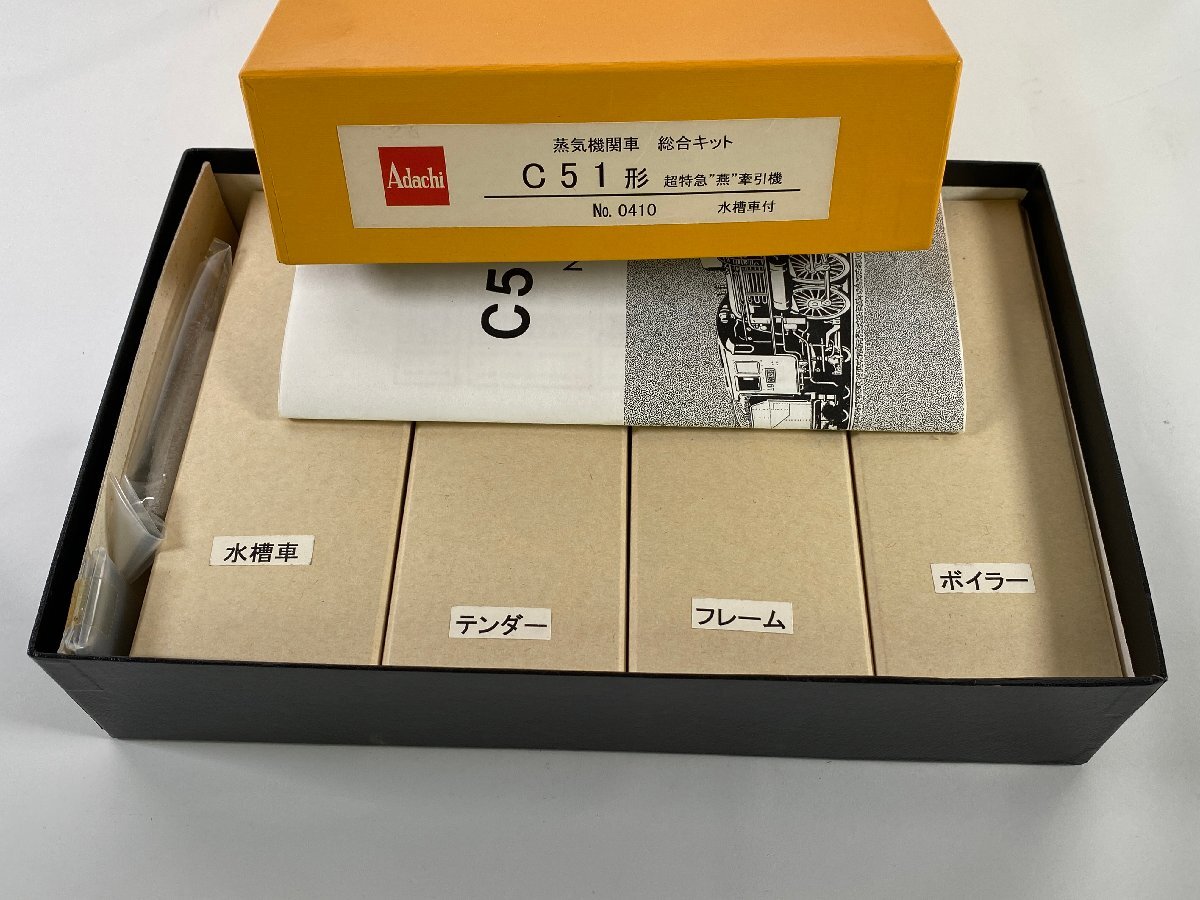 Adachi
蒸気機関車 総合キット
C51形 超特急"燕"牽引機
No. 0410 水槽車付
C5
水槽車
テンダー
フレーム
ボイラー